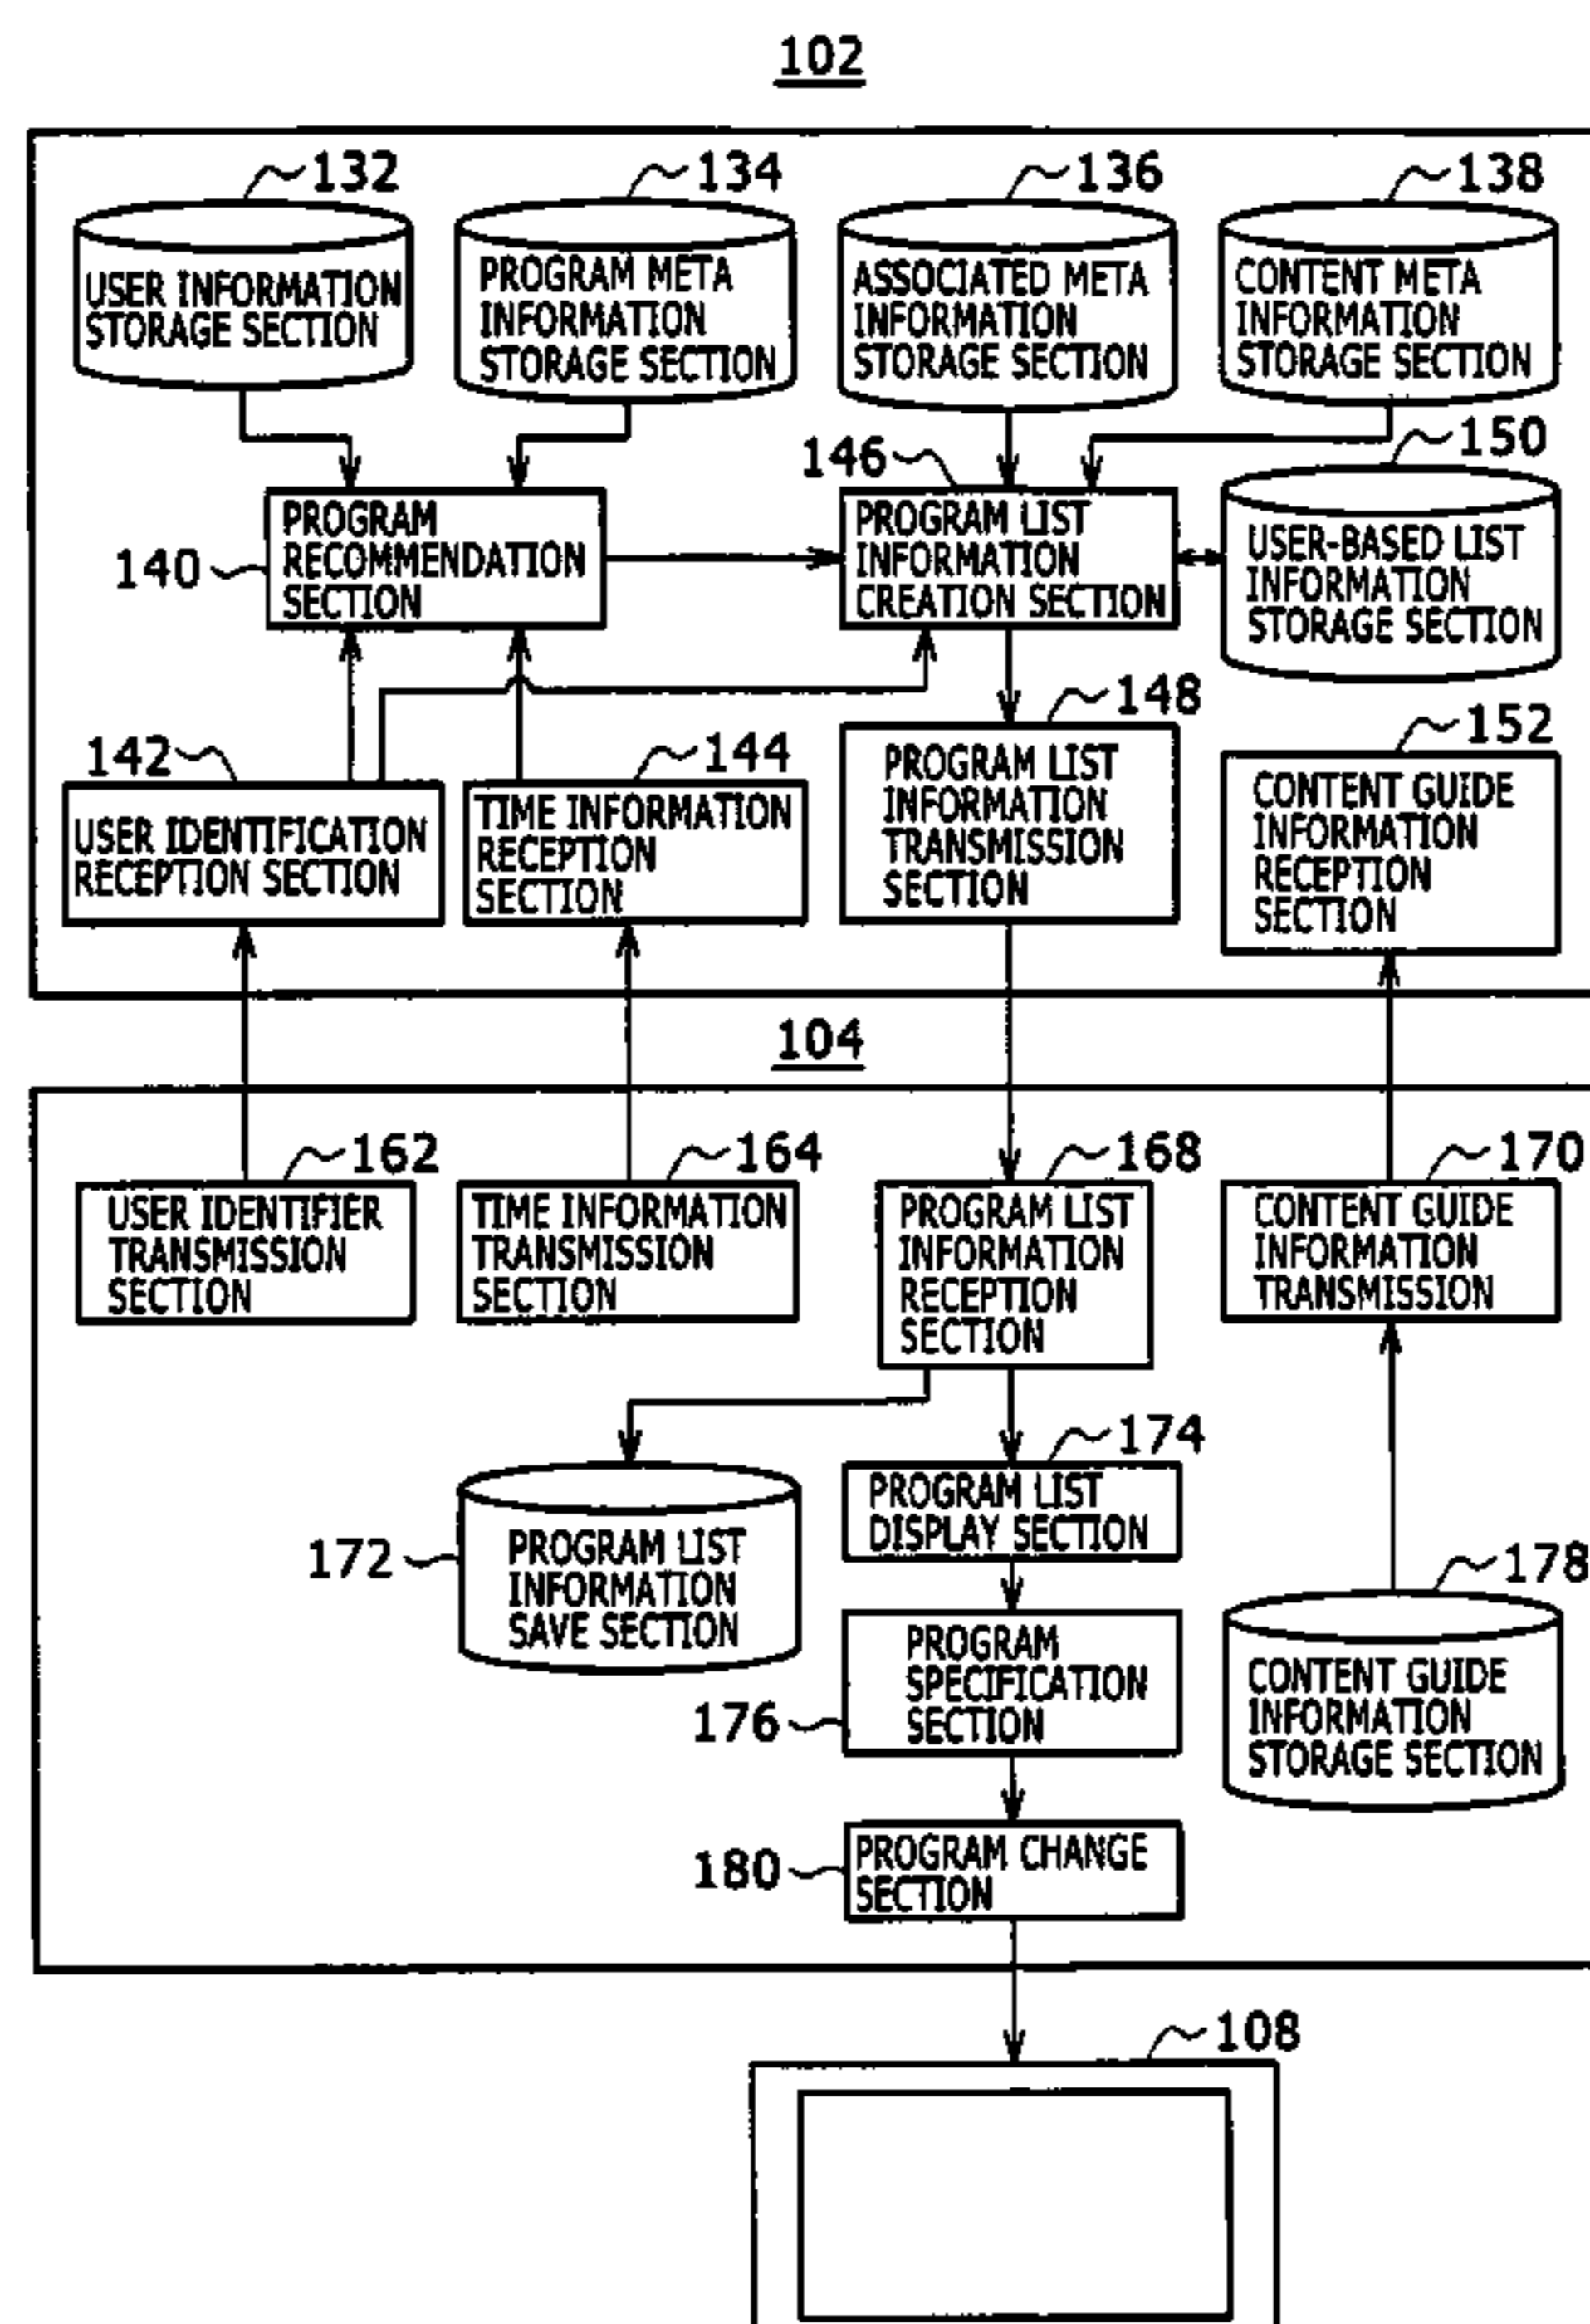 102
132
134
136
138
USER INFORMATION
STORAGE SECTION
PROGRAM META
INFORMATION
STORAGE SECTION
ASSOCIATED META
INFORMATION
STORAGE SECTION
CONTENT META
INFORMATION
STORAGE SECTION
146
150
140
PROGRAM
RECOMMENDATION
SECTION
PROGRAM LIST
INFORMATION
CREATION SECTION
USER-BASED LIST
INFORMATION
STORAGE SECTION
142
144
148
152
USER IDENTIFICATION
RECEPTION SECTION
TIME INFORMATION
RECEPTION
SECTION
PROGRAM LIST
INFORMATION
TRANSMISSION
SECTION
CONTENT GUIDE
INFORMATION
RECEPTION
SECTION
104
162
164
168
170
USER IDENTIFIER
TRANSMISSION
SECTION
TIME INFORMATION
TRANSMISSION
SECTION
PROGRAM LIST
INFORMATION
RECEPTION
SECTION
CONTENT GUIDE
INFORMATION
TRANSMISSION
174
PROGRAM LIST
DISPLAY SECTION
172
PROGRAM LIST
INFORMATION
SAVE SECTION
178
176
PROGRAM
SPECIFICATION
SECTION
CONTENT GUIDE
INFORMATION
STORAGE SECTION
180
PROGRAM CHANGE
SECTION
108